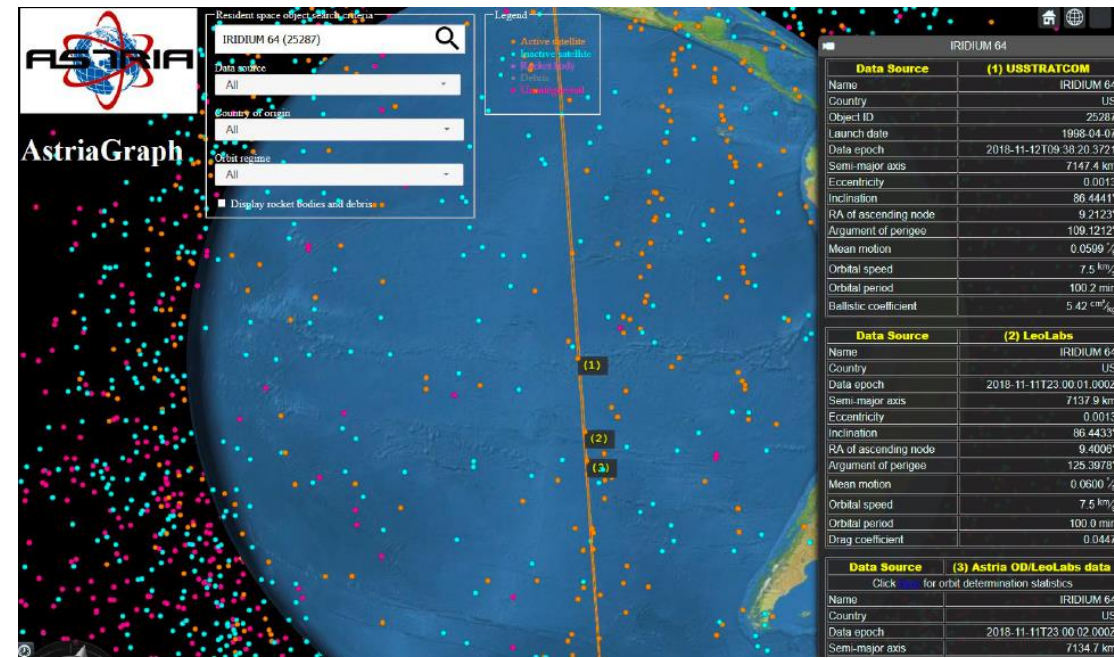 ASTRIA
AstriaGraph
Resident space object search criteria
IRIDIUM 64 (25287)
Data source
All
Country of origin
All
Orbit regime
All
Display rocket bodies and debris
Legend
Active satellite
Inactive satellite
Rocket body
Debris
Uncategorized
(1)
(2)
(3)
IRIDIUM 64
Data Source (1) USSTRATCOM
Name IRIDIUM 64
Country US
Object ID 25287
Launch date 1998-04-07
Data epoch 2018-11-12T09:38:20.372
Semi-major axis 7147.4 km
Eccentricity 0.0013
Inclination 86.4441°
RA of ascending node 9.2123°
Argument of perigee 109.1212°
Mean motion 0.0599 °/
Orbital speed 7.5 km/
Orbital period 100.2 min
Ballistic coefficient 5.42 cm²/kg
Data Source (2) LeoLabs
Name IRIDIUM 64
Country US
Data epoch 2018-11-11T23:00:01.000Z
Semi-major axis 7137.9 km
Eccentricity 0.0013
Inclination 86.4433°
RA of ascending node 9.4006°
Argument of perigee 125.3978°
Mean motion 0.0600 °/
Orbital speed 7.5 km/
Orbital period 100.0 min
Drag coefficient 0.0447
Data Source (3) Astria OD/LeoLabs data
Click for orbit determination statistics
Name IRIDIUM 64
Country US
Data epoch 2018-11-11T23:00:02.000Z
Semi-major axis 7134.7 km